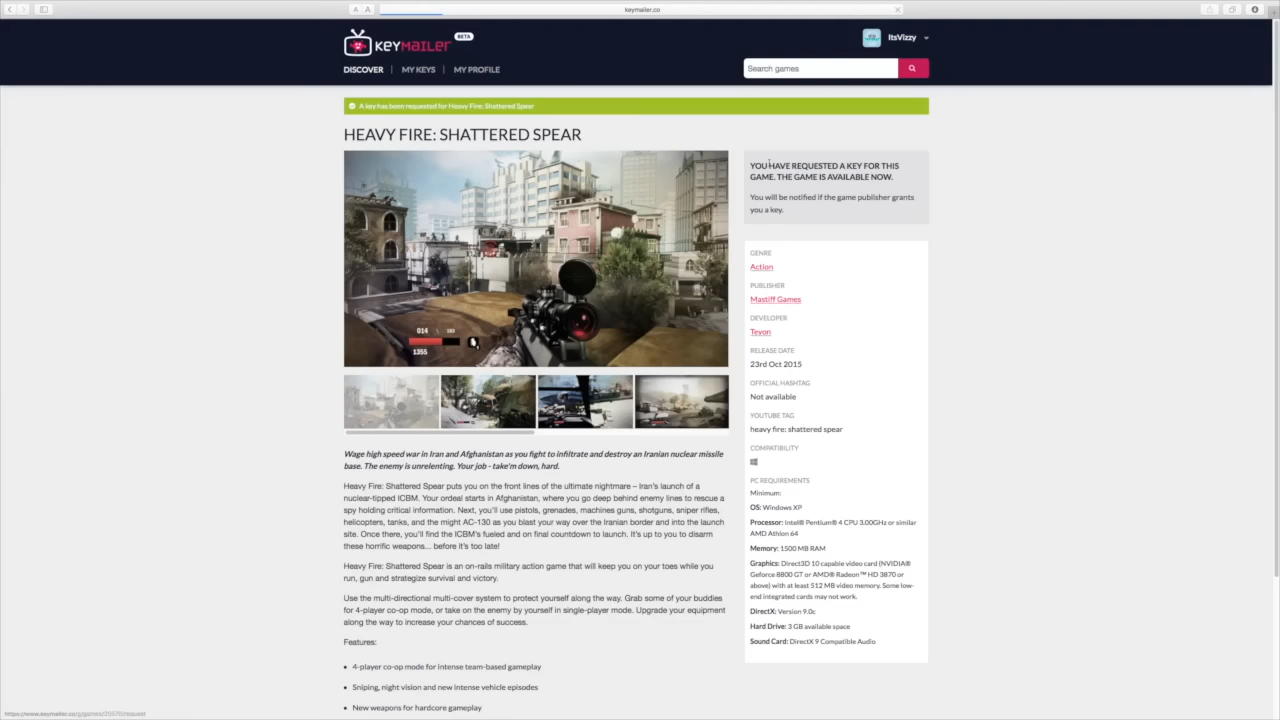 A A
keymailer.co
KEYMAILER BETA
ItsVizzy
DISCOVER | MY KEYS | MY PROFILE
Search games
A key has been requested for Heavy Fire: Shattered Spear
HEAVY FIRE: SHATTERED SPEAR
014 \ 183
1355
Wage high speed war in Iran and Afghanistan as you fight to infiltrate and destroy an Iranian nuclear missile
base. The enemy is unrelenting. Your job - take'm down, hard.
Heavy Fire: Shattered Spear puts you on the front lines of the ultimate nightmare – Iran's launch of a
nuclear-tipped ICBM. Your ordeal starts in Afghanistan, where you go deep behind enemy lines to rescue a
spy holding critical information. Next, you'll use pistols, grenades, machines guns, shotguns, sniper rifles,
helicopters, tanks, and the might AC-130 as you blast your way over the Iranian border and into the launch
site. Once there, you'll find the ICBM's fueled and on final countdown to launch. It's up to you to disarm
these horrific weapons... before it's too late!
Heavy Fire: Shattered Spear is an on-rails military action game that will keep you on your toes while you
run, gun and strategize survival and victory.
Use the multi-directional multi-cover system to protect yourself along the way. Grab some of your buddies
for 4-player co-op mode, or take on the enemy by yourself in single-player mode. Upgrade your equipment
along the way to increase your chances of success.
Features:
• 4-player co-op mode for intense team-based gameplay
• Sniping, night vision and new intense vehicle episodes
• New weapons for hardcore gameplay
YOU HAVE REQUESTED A KEY FOR THIS
GAME. THE GAME IS AVAILABLE NOW.
You will be notified if the game publisher grants
you a key.
GENRE
Action
PUBLISHER
Mastiff Games
DEVELOPER
Teyon
RELEASE DATE
23rd Oct 2015
OFFICIAL HASHTAG
Not available
YOUTUBE TAG
heavy fire: shattered spear
COMPATIBILITY
PC REQUIREMENTS
Minimum:
OS: Windows XP
Processor: Intel® Pentium® 4 CPU 3.00GHz or similar
AMD Athlon 64
Memory: 1500 MB RAM
Graphics: Direct3D 10 capable video card (NVIDIA®
Geforce 8800 GT or AMD® Radeon™ HD 3870 or
above) with at least 512 MB video memory. Some low-
end integrated cards may not work.
DirectX: Version 9.0c
Hard Drive: 3 GB available space
Sound Card: DirectX 9 Compatible Audio